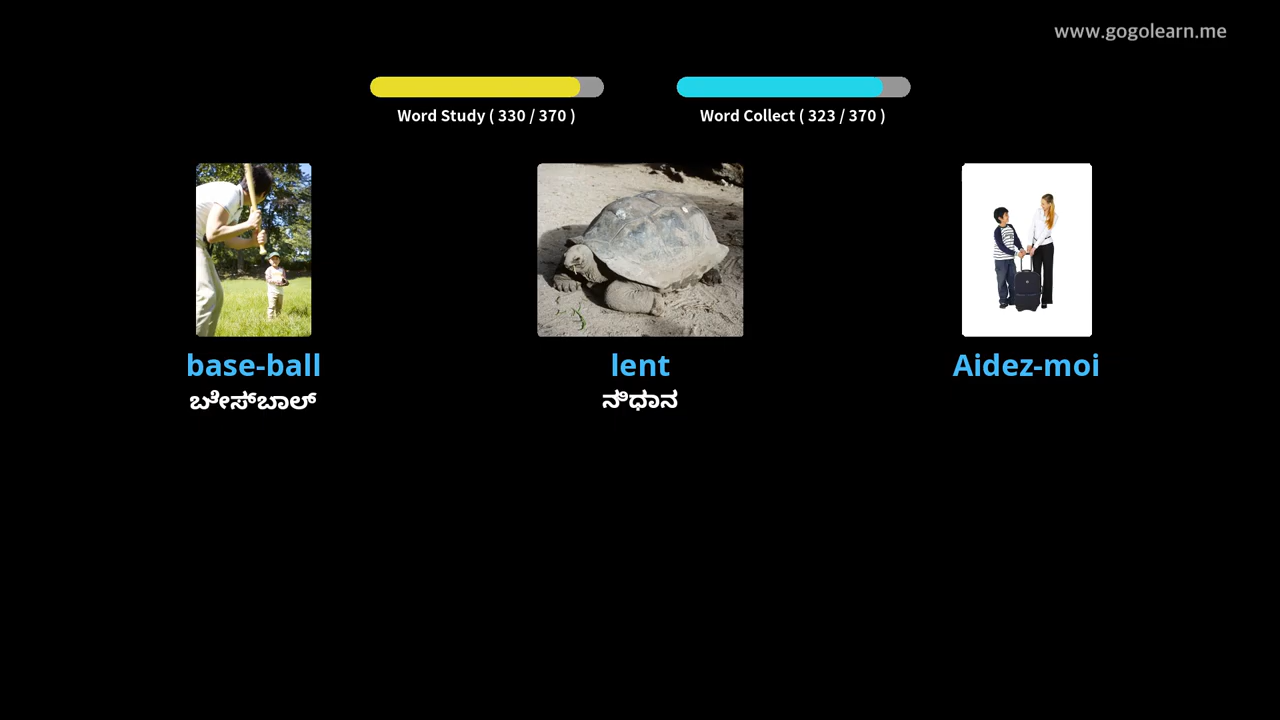 www.gogolearn.me
Word Study ( 330 / 370 )
Word Collect ( 323 / 370 )
base-ball
lent
Aidez-moi
ಬೇಸ್‌ಬಾಲ್
ನಿಧಾನ